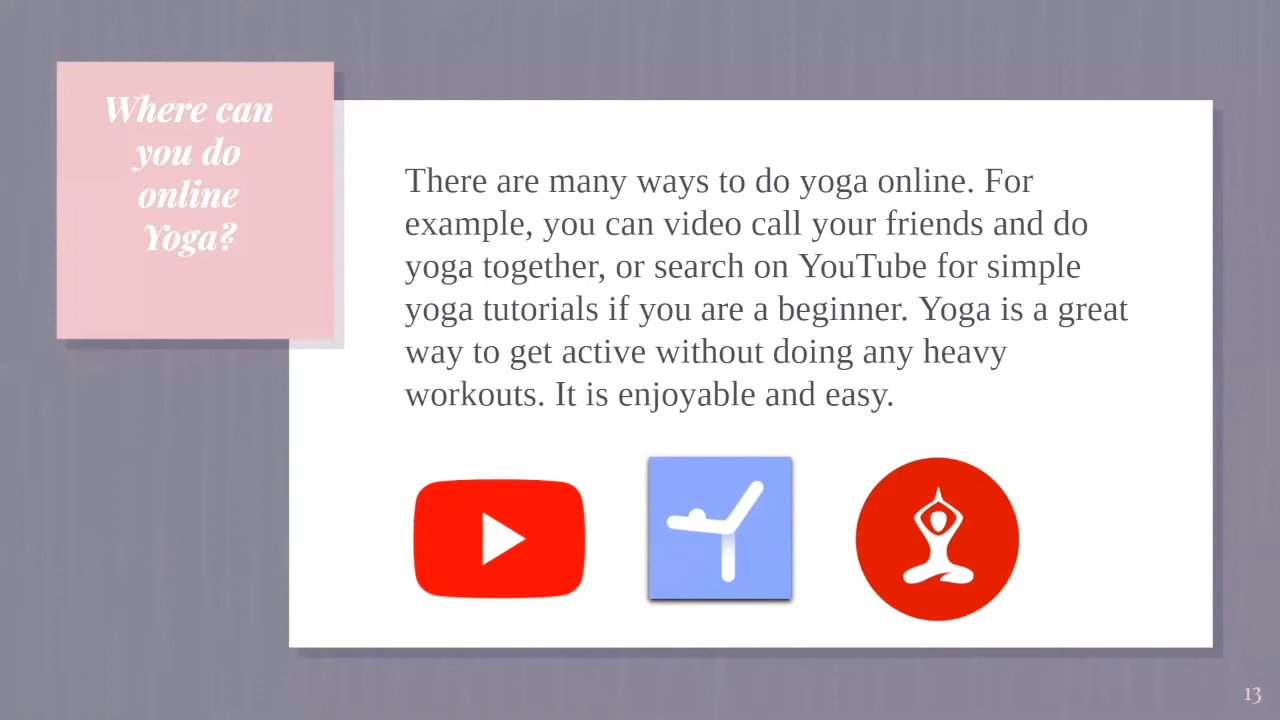 Where can
you do
online
Yoga?
There are many ways to do yoga online. For
example, you can video call your friends and do
yoga together, or search on YouTube for simple
yoga tutorials if you are a beginner. Yoga is a great
way to get active without doing any heavy
workouts. It is enjoyable and easy.
13